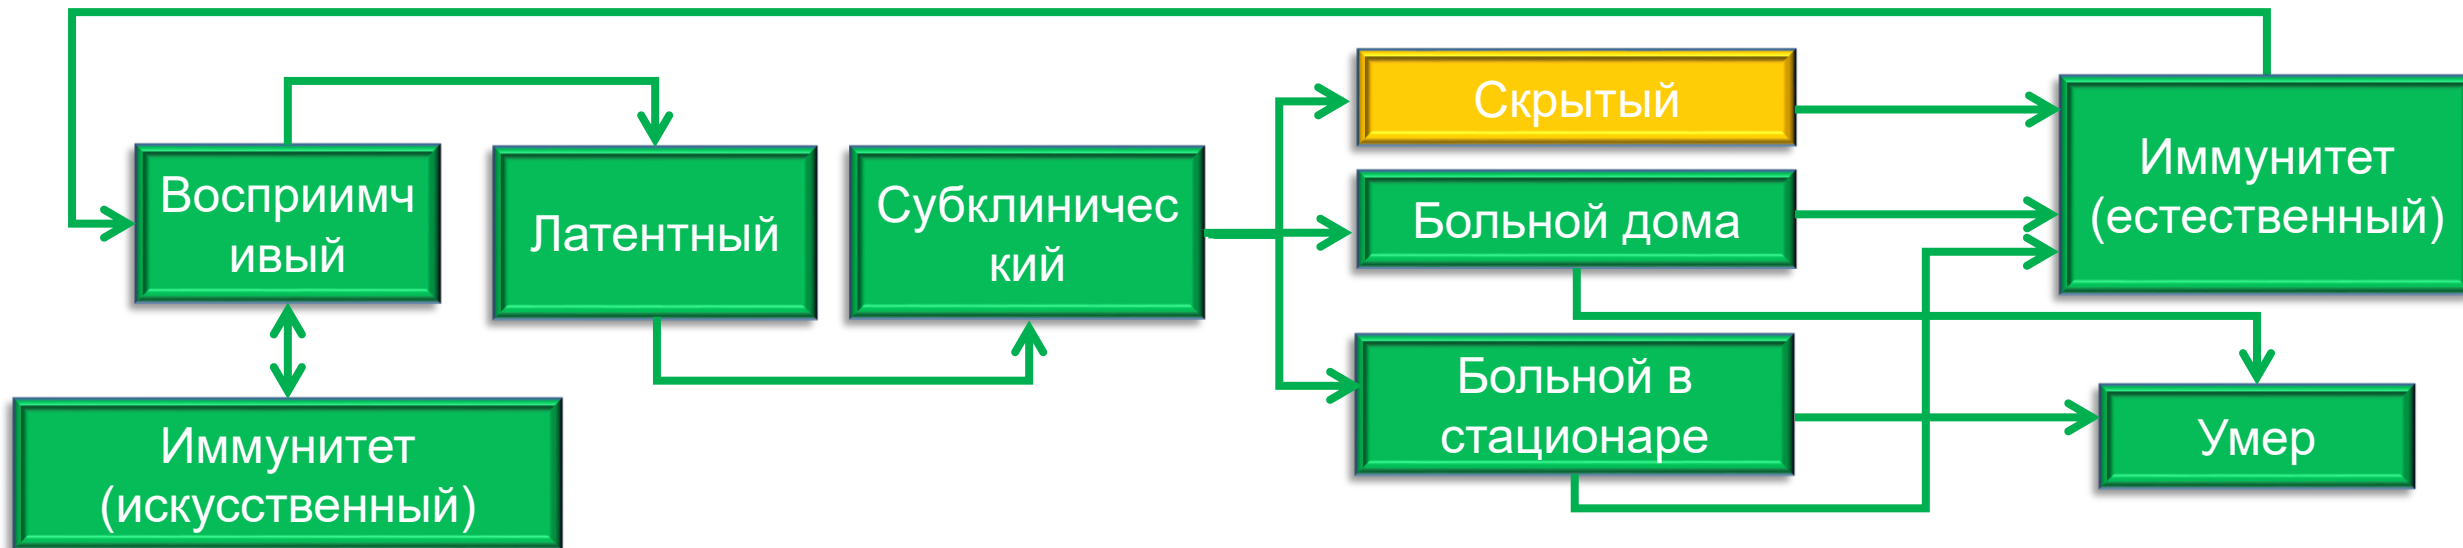 Восприимч
ивый
Латентный
Субклиничес
кий
Скрытый
Больной дома
Больной в
стационаре
Иммунитет
(естественный)
Умер
Иммунитет
(искусственный)